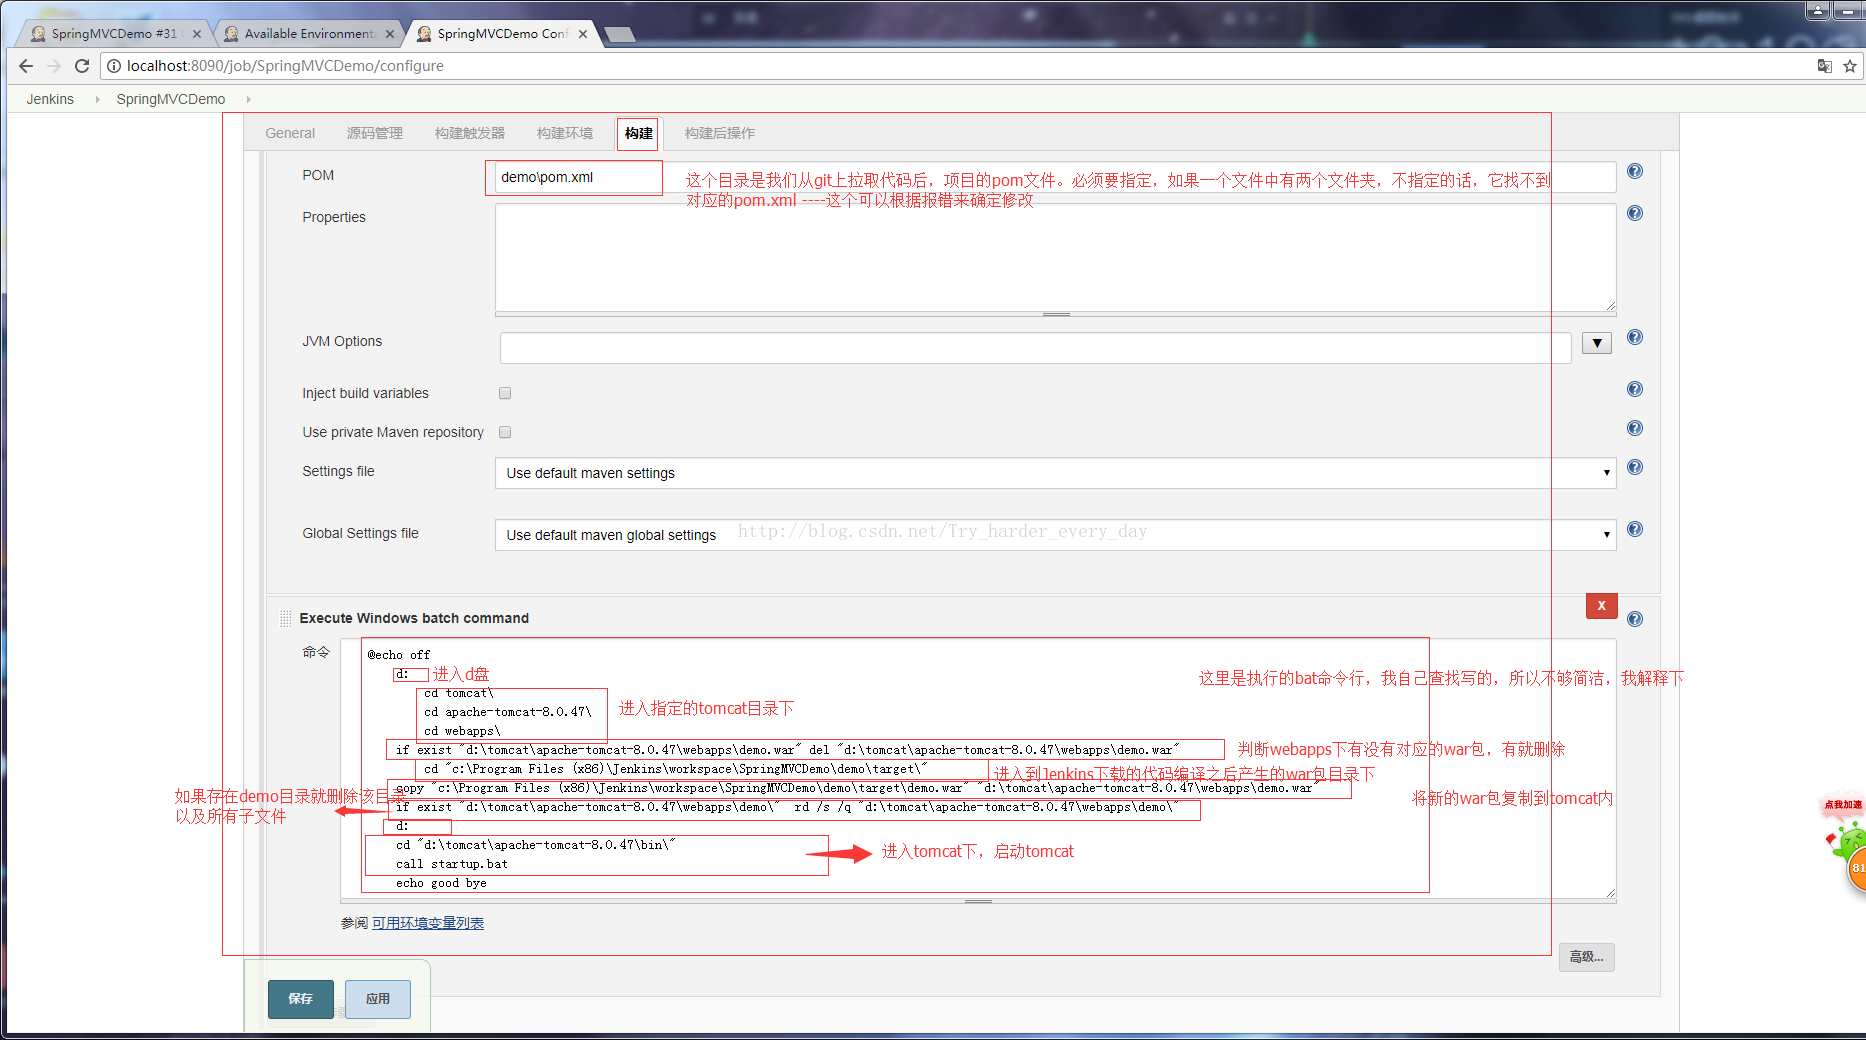 SpringMVCDemo #31
Available Environment
SpringMVCDemo Conf
localhost:8090/job/SpringMVCDemo/configure
Jenkins
SpringMVCDemo
General
源码管理
构建触发器
构建环境
构建
构建后操作
POM
demo\pom.xml
这个目录是我们从git上拉取代码后，项目的pom文件。必须要指定，如果一个文件中有两个文件夹，不指定的话，它找不到
对应的pom.xml ----这个可以根据报错来确定修改
Properties
JVM Options
Inject build variables
Use private Maven repository
Settings file
Use default maven settings
Global Settings file
Use default maven global settings
http://blog.csdn.net/Try_harder_every_day
Execute Windows batch command
X
命令
@echo off
d:
进入d盘
这里是执行的bat命令行，我自己查找写的，所以不够简洁，我解释下
cd tomcat\
cd apache-tomcat-8.0.47\
进入指定的tomcat目录下
cd webapps\
if exist "d:\tomcat\apache-tomcat-8.0.47\webapps\demo.war" del "d:\tomcat\apache-tomcat-8.0.47\webapps\demo.war"
判断webapps下有没有对应的war包，有就删除
cd "c:\Program Files (x86)\Jenkins\workspace\SpringMVCDemo\demo\target\"
进入到Jenkins下载的代码编译之后产生的war包目录下
copy "c:\Program Files (x86)\Jenkins\workspace\SpringMVCDemo\demo\target\demo.war" "d:\tomcat\apache-tomcat-8.0.47\webapps\demo.war"
将新的war包复制到tomcat内
如果存在demo目录就删除该目录
以及所有子文件
if exist "d:\tomcat\apache-tomcat-8.0.47\webapps\demo\" rd /s /q "d:\tomcat\apache-tomcat-8.0.47\webapps\demo\"
d:
cd "d:\tomcat\apache-tomcat-8.0.47\bin\"
call startup.bat
进入tomcat下，启动tomcat
echo good bye
参阅 可用环境变量列表
高级...
保存
应用
点我加速
81